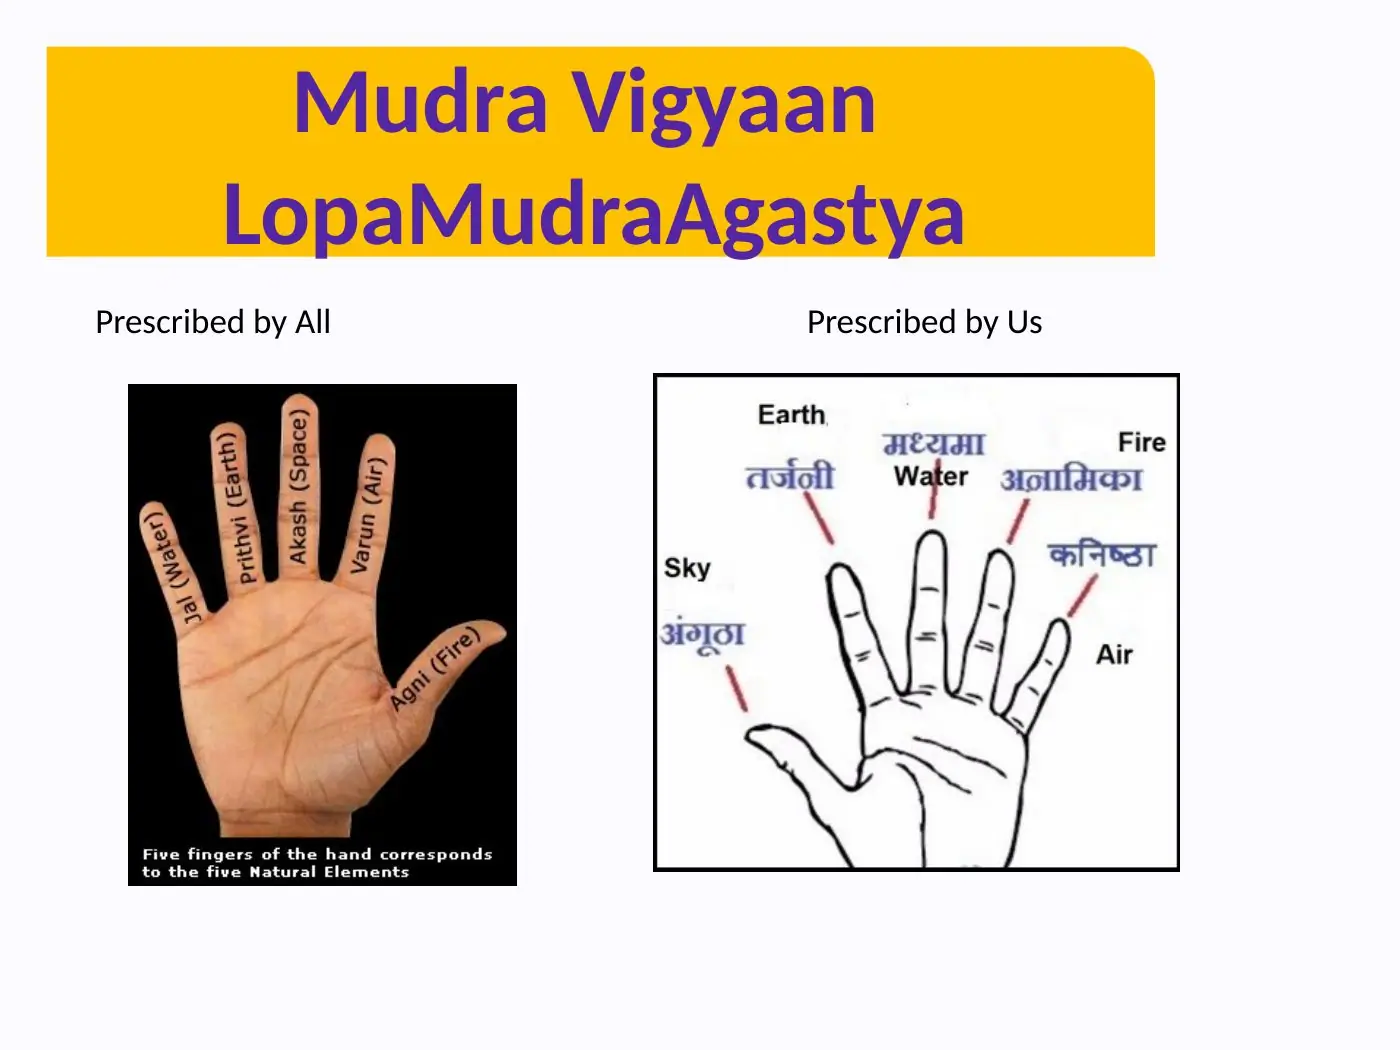 Mudra Vigyaan
LopaMudraAgastya
Prescribed by All
Prescribed by Us
Jal (Water)
Prithvi (Earth)
Akash (Space)
Varun (Air)
Agni (Fire)
Five fingers of the hand corresponds
to the five Natural Elements
Earth
तर्जनी
मध्यमा
Water
Fire
अनामिका
कनिष्ठा
Air
Sky
अंगूठा